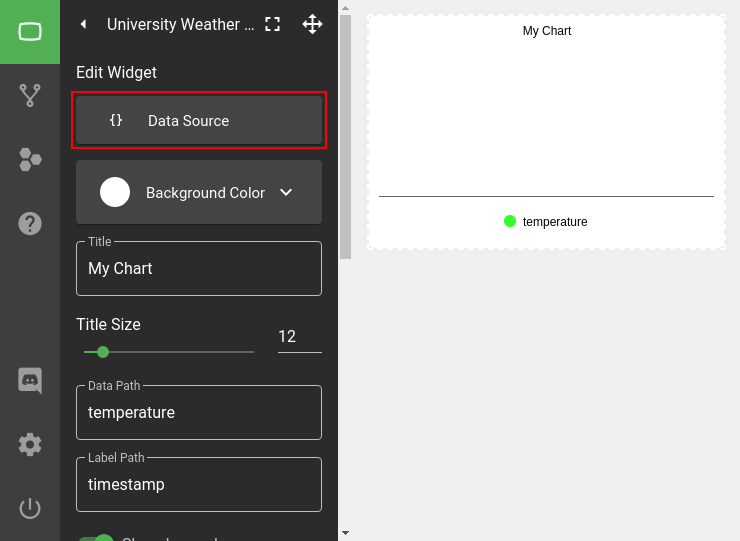 University Weather ...
Edit Widget
{} Data Source
Background Color
Title
My Chart
Title Size
12
Data Path
temperature
Label Path
timestamp
My Chart
temperature